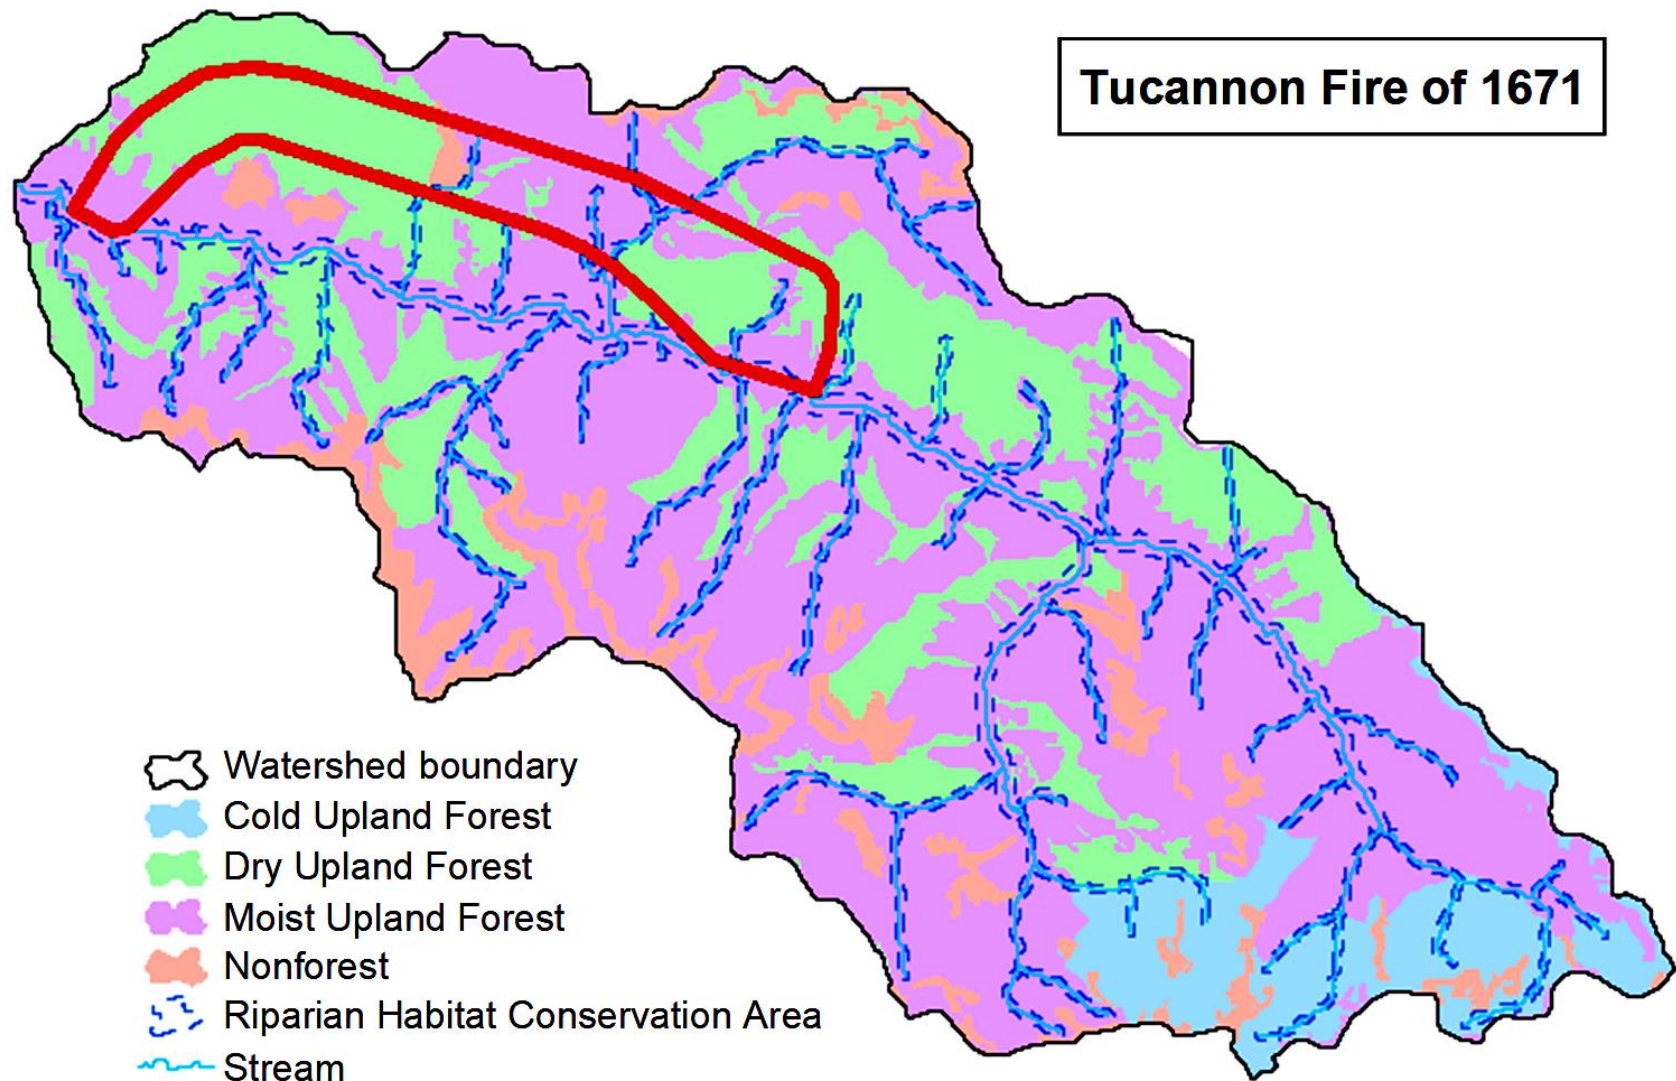 Tucannon Fire of 1671
Watershed boundary
Cold Upland Forest
Dry Upland Forest
Moist Upland Forest
Nonforest
Riparian Habitat Conservation Area
Stream